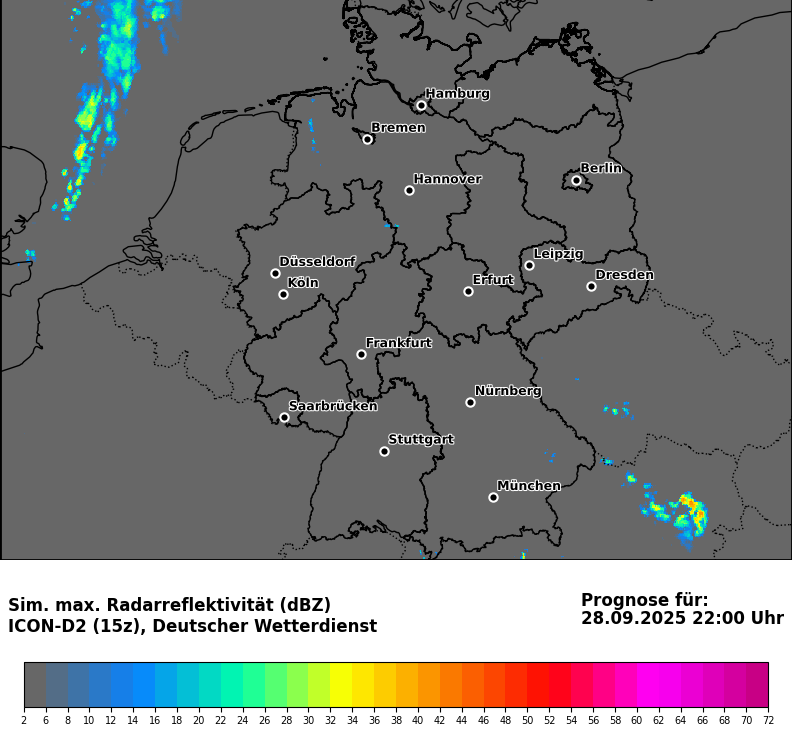 Hamburg
Bremen
Berlin
Hannover
Leipzig
Düsseldorf
Dresden
Köln
Erfurt
Frankfurt
Nürnberg
Saarbrücken
Stuttgart
München
Sim. max. Radarreflektivität (dBZ)
ICON-D2 (15z), Deutscher Wetterdienst
Prognose für:
28.09.2025 22:00 Uhr
2 6 8 10 12 14 16 18 20 22 24 26 28 30 32 34 36 38 40 42 44 46 48 50 52 54 56 58 60 62 64 66 68 70 72